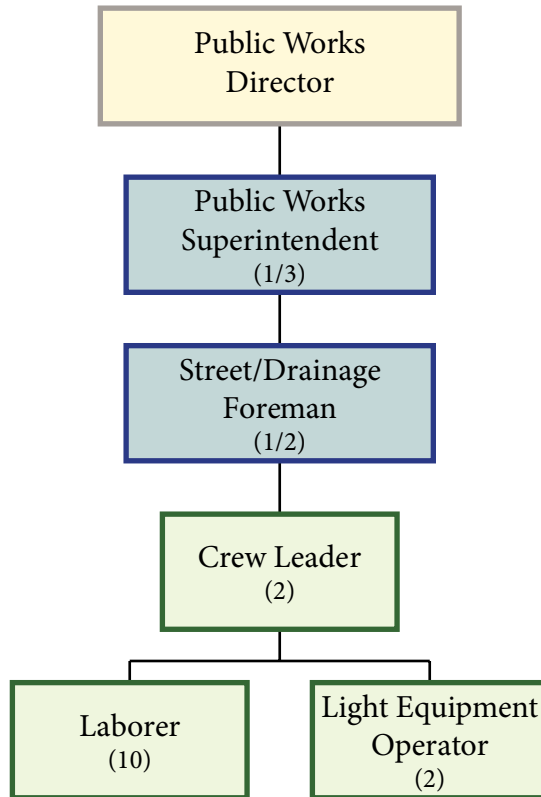 Public Works
Director
Public Works
Superintendent
(1/3)
Street/Drainage
Foreman
(1/2)
Crew Leader
(2)
Laborer
(10)
Light Equipment
Operator
(2)